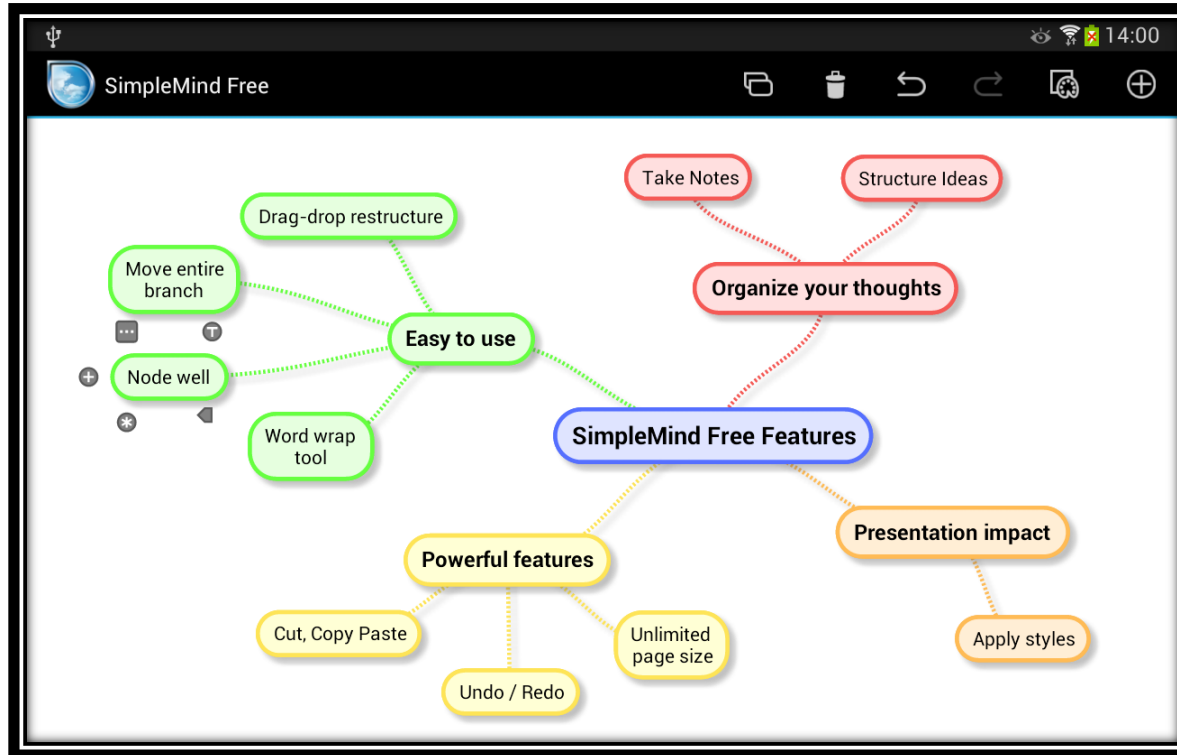 14:00
SimpleMind Free
Take Notes
Structure Ideas
Organize your thoughts
Drag-drop restructure
Move entire
branch
Easy to use
Node well
Word wrap
tool
SimpleMind Free Features
Powerful features
Cut, Copy Paste
Undo / Redo
Unlimited
page size
Presentation impact
Apply styles